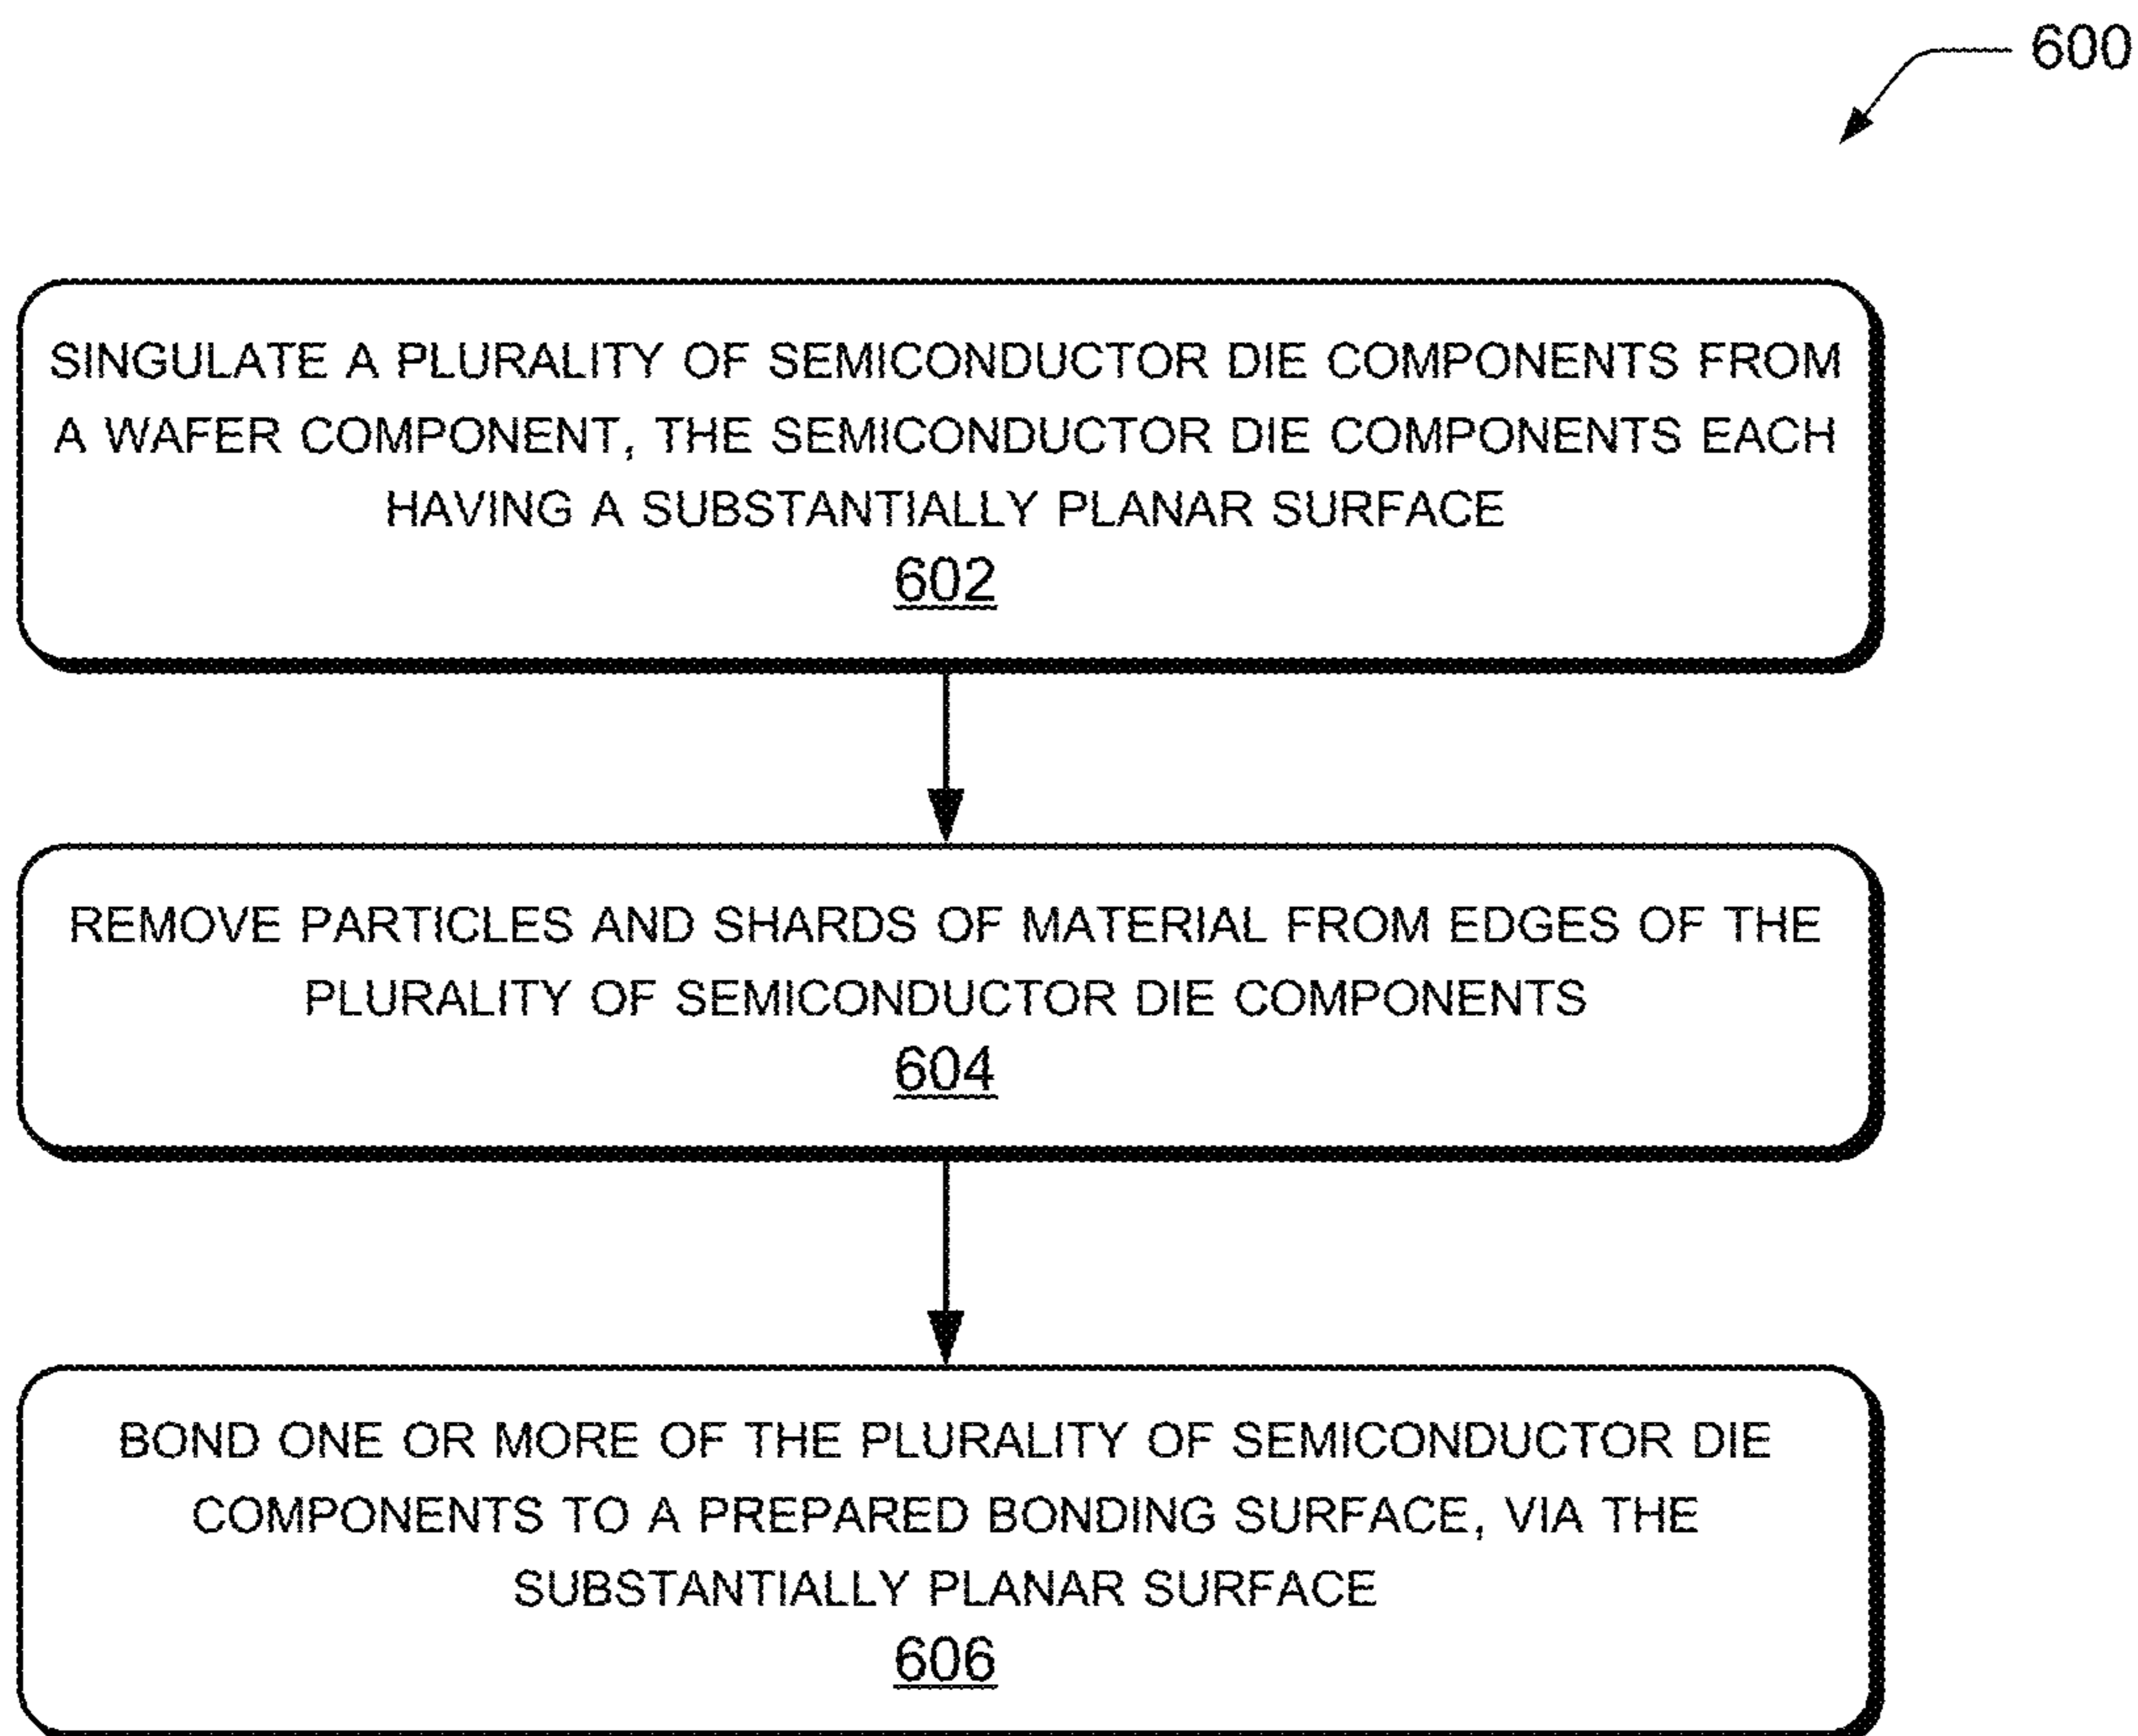 600
SINGULATE A PLURALITY OF SEMICONDUCTOR DIE COMPONENTS FROM
A WAFER COMPONENT, THE SEMICONDUCTOR DIE COMPONENTS EACH
HAVING A SUBSTANTIALLY PLANAR SURFACE
602
REMOVE PARTICLES AND SHARDS OF MATERIAL FROM EDGES OF THE
PLURALITY OF SEMICONDUCTOR DIE COMPONENTS
604
BOND ONE OR MORE OF THE PLURALITY OF SEMICONDUCTOR DIE
COMPONENTS TO A PREPARED BONDING SURFACE, VIA THE
SUBSTANTIALLY PLANAR SURFACE
606